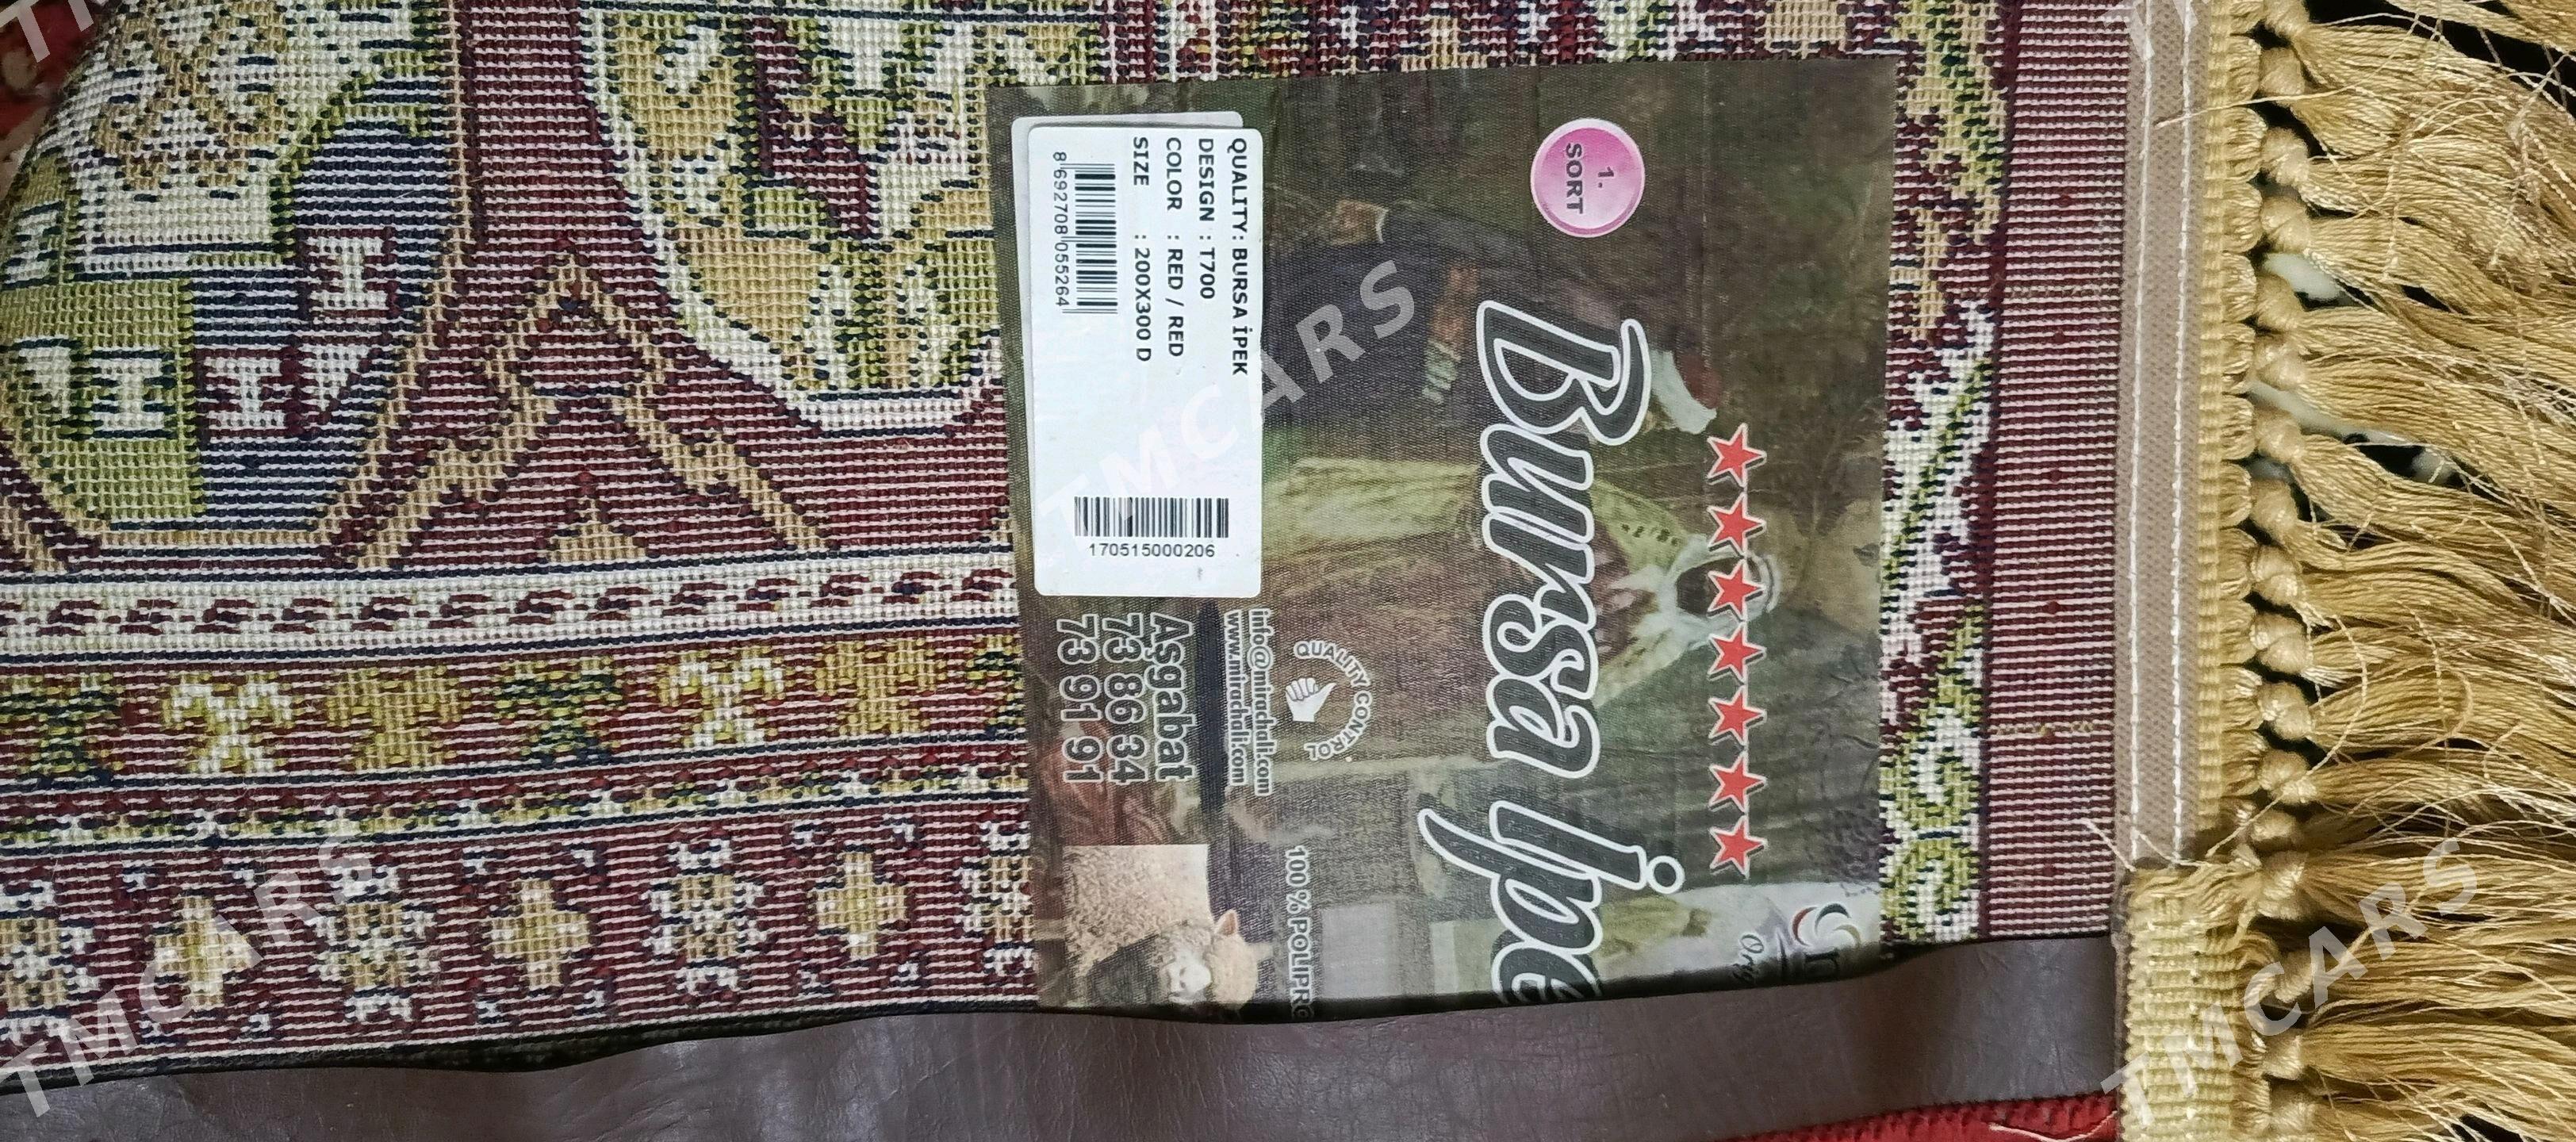 1.
SORT
Bursa İpe
QUALITY: BURSA İPEK
DESIGN : T700
COLOR : RED / RED
SIZE : 200X300 D
8 692708 055264
170515000206
QUALITY CONTROL
info@mirachali.com
www.mirachali.com
Aşgabat
73 86 34
73 91 91
100 % POLIPRO
TMCARS
TMCARS
TMCARS
TMCARS